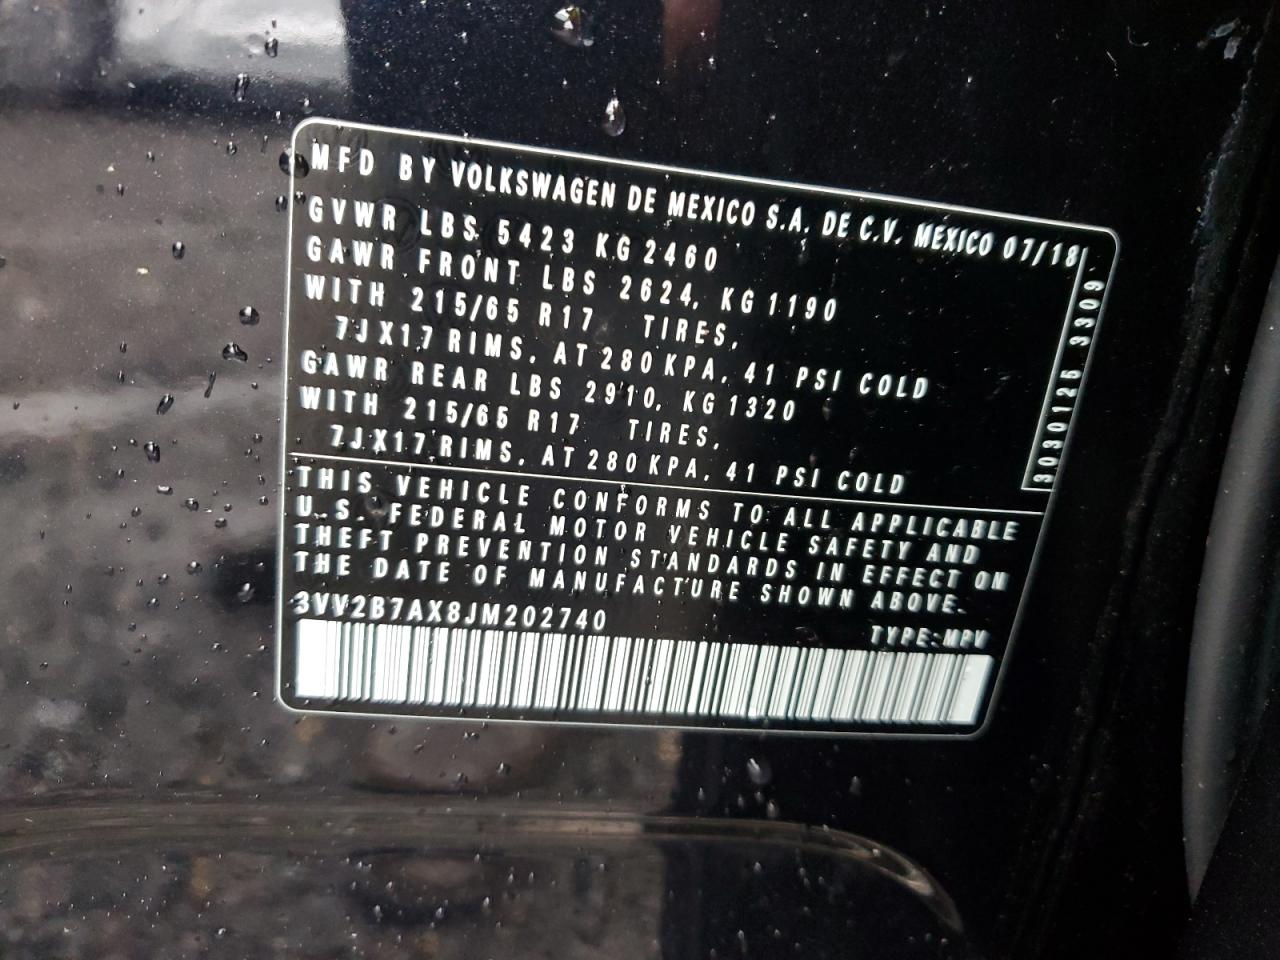 MFD BY VOLKSWAGEN DE MEXICO S.A. DE C.V. MEXICO 07/18
GVWR LBS 5423 KG 2460
GAWR FRONT LBS 2624, KG 1190
WITH 215/65 R17 TIRES,
7JX17 RIMS, AT 280 KPA, 41 PSI COLD
GAWR REAR LBS 2910, KG 1320
WITH 215/65 R17 TIRES,
7JX17 RIMS, AT 280 KPA, 41 PSI COLD
3030125 3309
THIS VEHICLE CONFORMS TO ALL APPLICABLE
U.S. FEDERAL MOTOR VEHICLE SAFETY AND
THEFT PREVENTION STANDARDS IN EFFECT ON
THE DATE OF MANUFACTURE SHOWN ABOVE.
3VV2B7AX8JM202740
TYPE:MPV